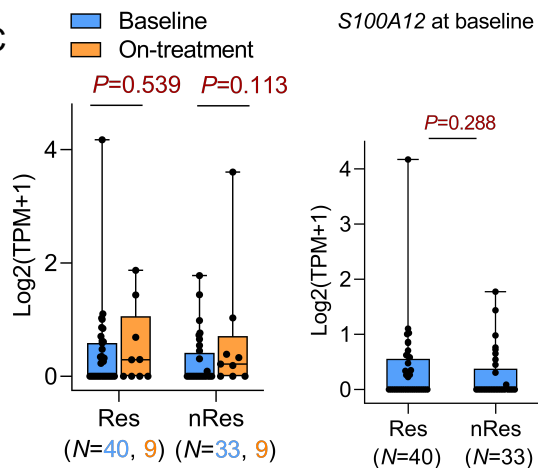 C
Baseline
On-treatment
P=0.539 P=0.113
Log2(TPM+1)
4
2
0
Res nRes
(N=40, 9) (N=33, 9)
S100A12 at baseline
P=0.288
Log2(TPM+1)
4
3
2
1
0
Res nRes
(N=40) (N=33)